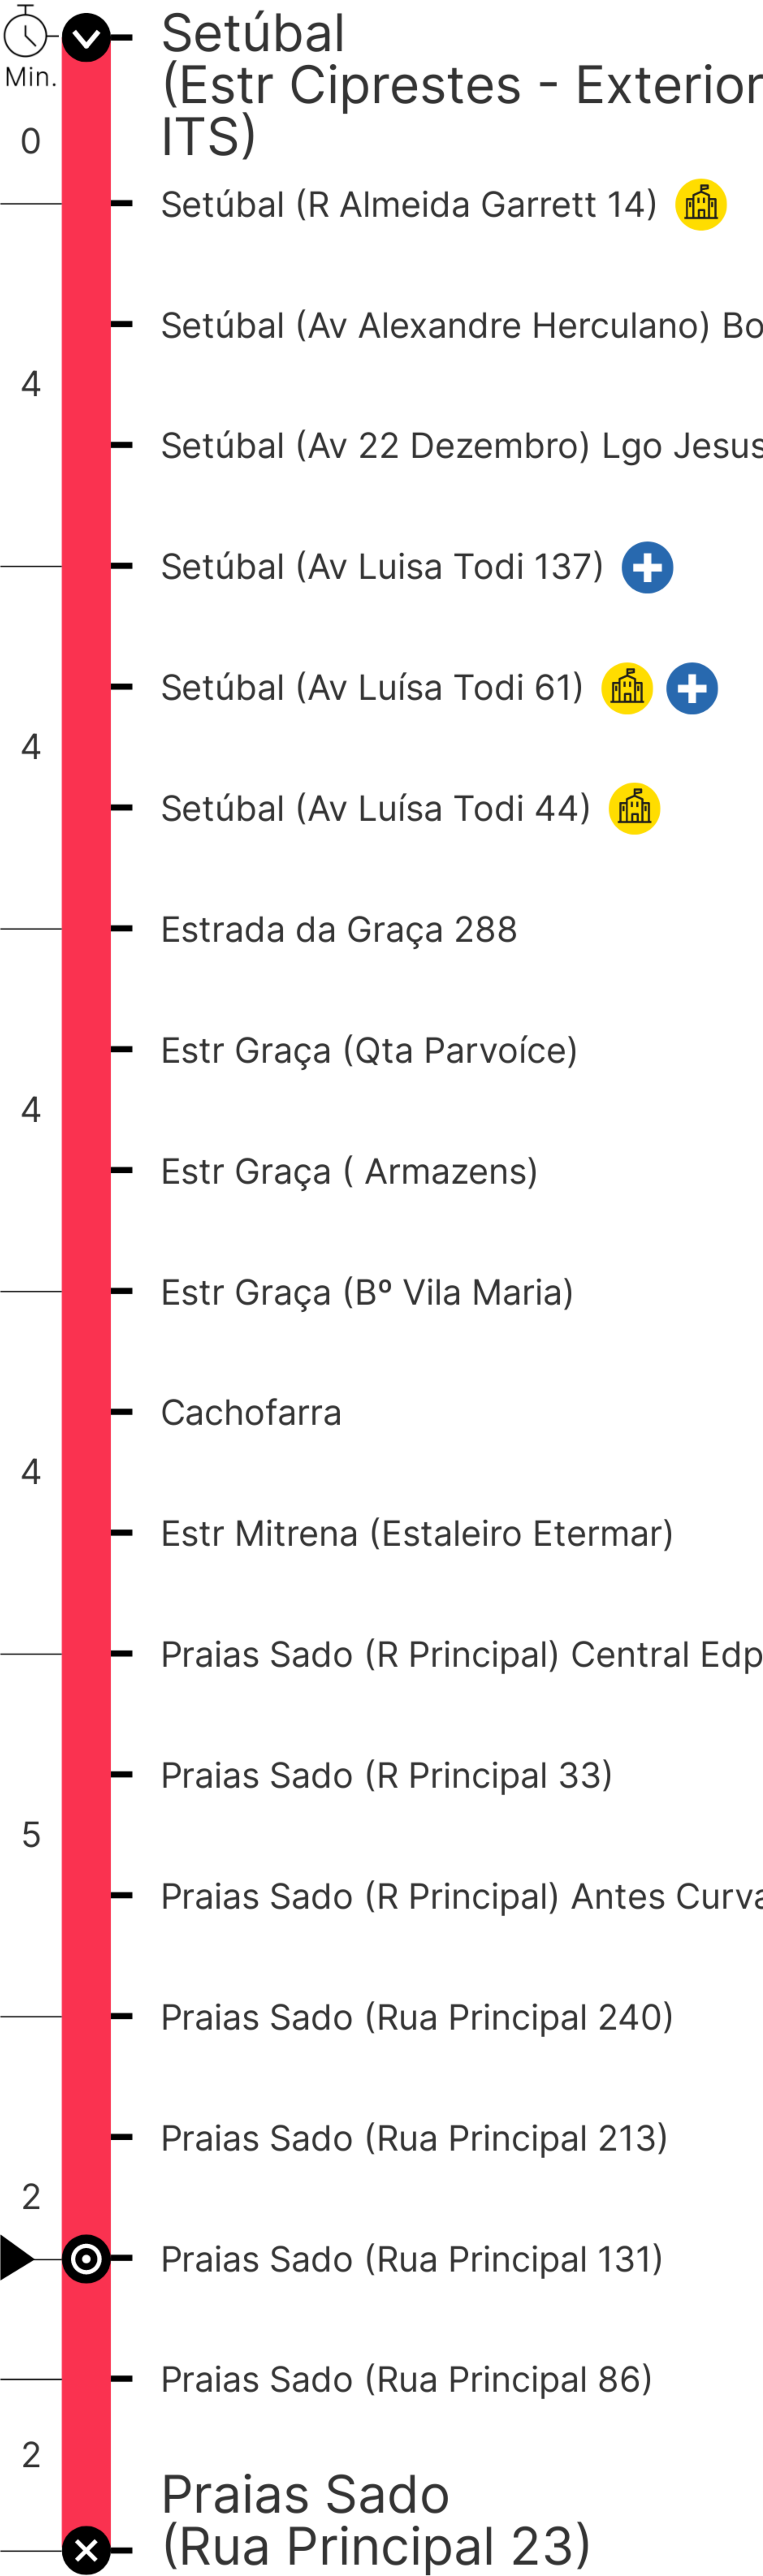 Min.
Setúbal
(Estr Ciprestes - Exterior
ITS)
0
Setúbal (R Almeida Garrett 14)
Setúbal (Av Alexandre Herculano) Bo
4
Setúbal (Av 22 Dezembro) Lgo Jesus
Setúbal (Av Luisa Todi 137)
Setúbal (Av Luísa Todi 61)
4
Setúbal (Av Luísa Todi 44)
Estrada da Graça 288
Estr Graça (Qta Parvoíce)
4
Estr Graça ( Armazens)
Estr Graça (Bº Vila Maria)
Cachofarra
4
Estr Mitrena (Estaleiro Etermar)
Praias Sado (R Principal) Central Edp
Praias Sado (R Principal 33)
5
Praias Sado (R Principal) Antes Curva
Praias Sado (Rua Principal 240)
Praias Sado (Rua Principal 213)
2
Praias Sado (Rua Principal 131)
Praias Sado (Rua Principal 86)
2
Praias Sado
(Rua Principal 23)